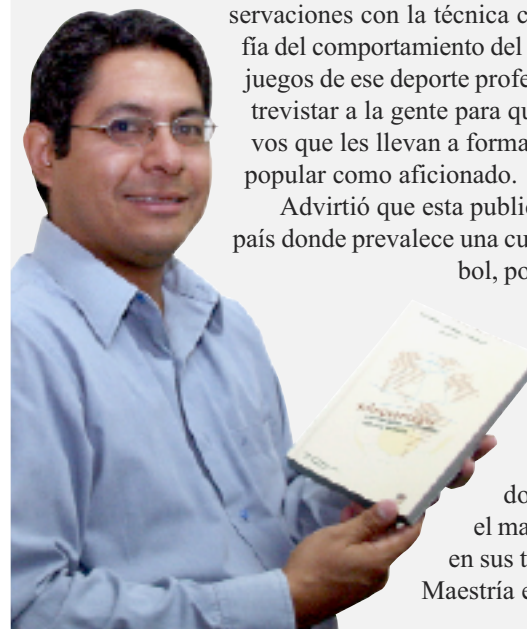 servaciones con la técnica c
fía del comportamiento del
juegos de ese deporte profe
trevistar a la gente para qu
vos que les llevan a forma
popular como aficionado.
Advirtió que esta public
país donde prevalece una cu
bol, po
do
el ma
en sus t
Maestría e